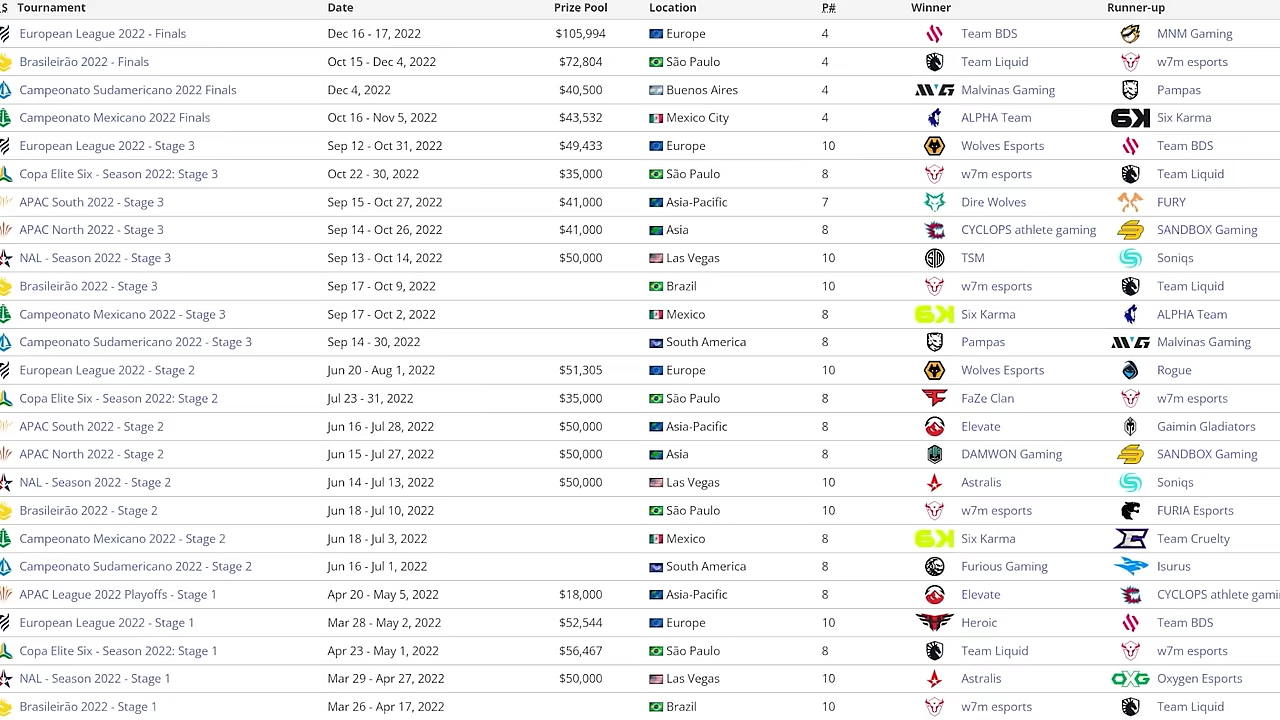 S Tournament Date Prize Pool Location P# Winner Runner-up
European League 2022 - Finals Dec 16 - 17, 2022 $105,994 Europe 4 Team BDS MNM Gaming
Brasileirão 2022 - Finals Oct 15 - Dec 4, 2022 $72,804 São Paulo 4 Team Liquid w7m esports
Campeonato Sudamericano 2022 Finals Dec 4, 2022 $40,500 Buenos Aires 4 Malvinas Gaming Pampas
Campeonato Mexicano 2022 Finals Oct 16 - Nov 5, 2022 $43,532 Mexico City 4 ALPHA Team Six Karma
European League 2022 - Stage 3 Sep 12 - Oct 31, 2022 $49,433 Europe 10 Wolves Esports Team BDS
Copa Elite Six - Season 2022: Stage 3 Oct 22 - 30, 2022 $35,000 São Paulo 8 w7m esports Team Liquid
APAC South 2022 - Stage 3 Sep 15 - Oct 27, 2022 $41,000 Asia-Pacific 7 Dire Wolves FURY
APAC North 2022 - Stage 3 Sep 14 - Oct 26, 2022 $41,000 Asia 8 CYCLOPS athlete gaming SANDBOX Gaming
NAL - Season 2022 - Stage 3 Sep 13 - Oct 14, 2022 $50,000 Las Vegas 10 TSM Soniqs
Brasileirão 2022 - Stage 3 Sep 17 - Oct 9, 2022 Brazil 10 w7m esports Team Liquid
Campeonato Mexicano 2022 - Stage 3 Sep 17 - Oct 2, 2022 Mexico 8 Six Karma ALPHA Team
Campeonato Sudamericano 2022 - Stage 3 Sep 14 - 30, 2022 South America 8 Pampas Malvinas Gaming
European League 2022 - Stage 2 Jun 20 - Aug 1, 2022 $51,305 Europe 10 Wolves Esports Rogue
Copa Elite Six - Season 2022: Stage 2 Jul 23 - 31, 2022 $35,000 São Paulo 8 FaZe Clan w7m esports
APAC South 2022 - Stage 2 Jun 16 - Jul 28, 2022 $50,000 Asia-Pacific 8 Elevate Gaimin Gladiators
APAC North 2022 - Stage 2 Jun 15 - Jul 27, 2022 $50,000 Asia 8 DAMWON Gaming SANDBOX Gaming
NAL - Season 2022 - Stage 2 Jun 14 - Jul 13, 2022 $50,000 Las Vegas 10 Astralis Soniqs
Brasileirão 2022 - Stage 2 Jun 18 - Jul 10, 2022 São Paulo 10 w7m esports FURIA Esports
Campeonato Mexicano 2022 - Stage 2 Jun 18 - Jul 3, 2022 Mexico 8 Six Karma Team Cruelty
Campeonato Sudamericano 2022 - Stage 2 Jun 16 - Jul 1, 2022 South America 8 Furious Gaming Isurus
APAC League 2022 Playoffs - Stage 1 Apr 20 - May 5, 2022 $18,000 Asia-Pacific 8 Elevate CYCLOPS athlete gami
European League 2022 - Stage 1 Mar 28 - May 2, 2022 $52,544 Europe 10 Heroic Team BDS
Copa Elite Six - Season 2022: Stage 1 Apr 23 - May 1, 2022 $56,467 São Paulo 8 Team Liquid w7m esports
NAL - Season 2022 - Stage 1 Mar 29 - Apr 27, 2022 $50,000 Las Vegas 10 Astralis Oxygen Esports
Brasileirão 2022 - Stage 1 Mar 26 - Apr 17, 2022 Brazil 10 w7m esports Team Liquid